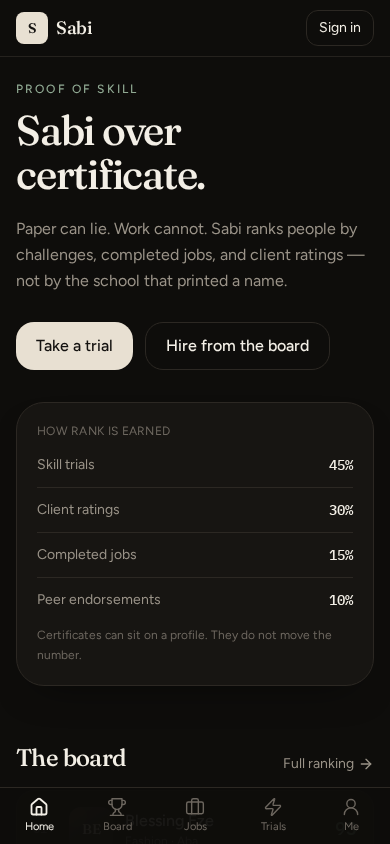 S Sabi Sign in
PROOF OF SKILL
Sabi over
certificate.
Paper can lie. Work cannot. Sabi ranks people by
challenges, completed jobs, and client ratings —
not by the school that printed a name.
Take a trial Hire from the board
HOW RANK IS EARNED
Skill trials 45%
Client ratings 30%
Completed jobs 15%
Peer endorsements 10%
Certificates can sit on a profile. They do not move the
number.
The board Full ranking →
Home Board Jobs Trials Me